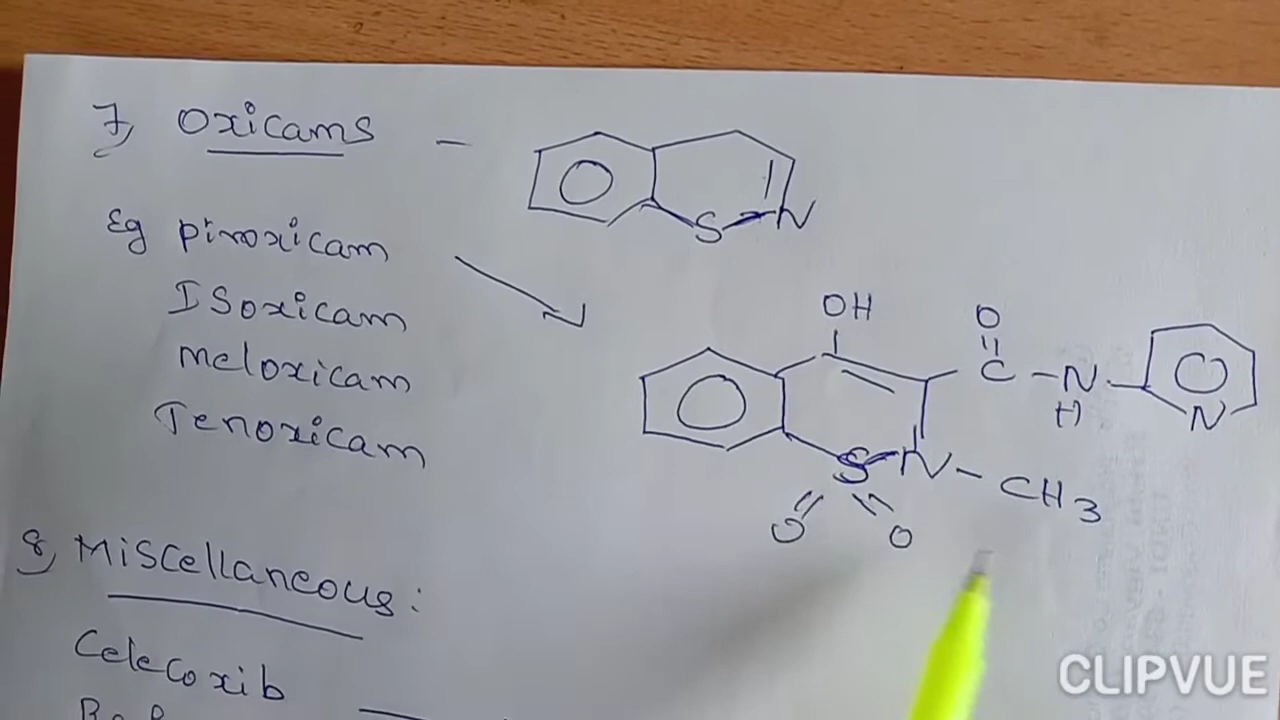 7) Oxicams -
S N
Eg piroxicam
Isoxicam
Meloxicam
Tenoxicam
OH O
C - N
H
N
S N - CH3
O O
8) Miscellaneous:
Celecoxib
CLIPVUE